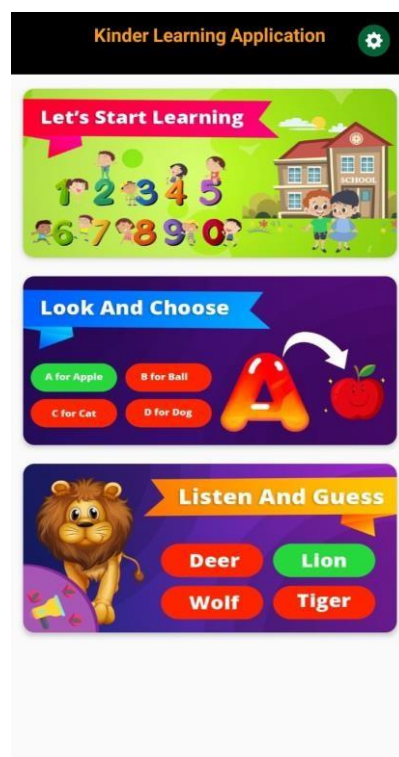 Kinder Learning Application
Let's Start Learning
1 2 3 4 5
6 7 8 9 0
SCHOOL
Look And Choose
A for Apple B for Ball
C for Cat D for Dog
A
Listen And Guess
Deer Lion
Wolf Tiger